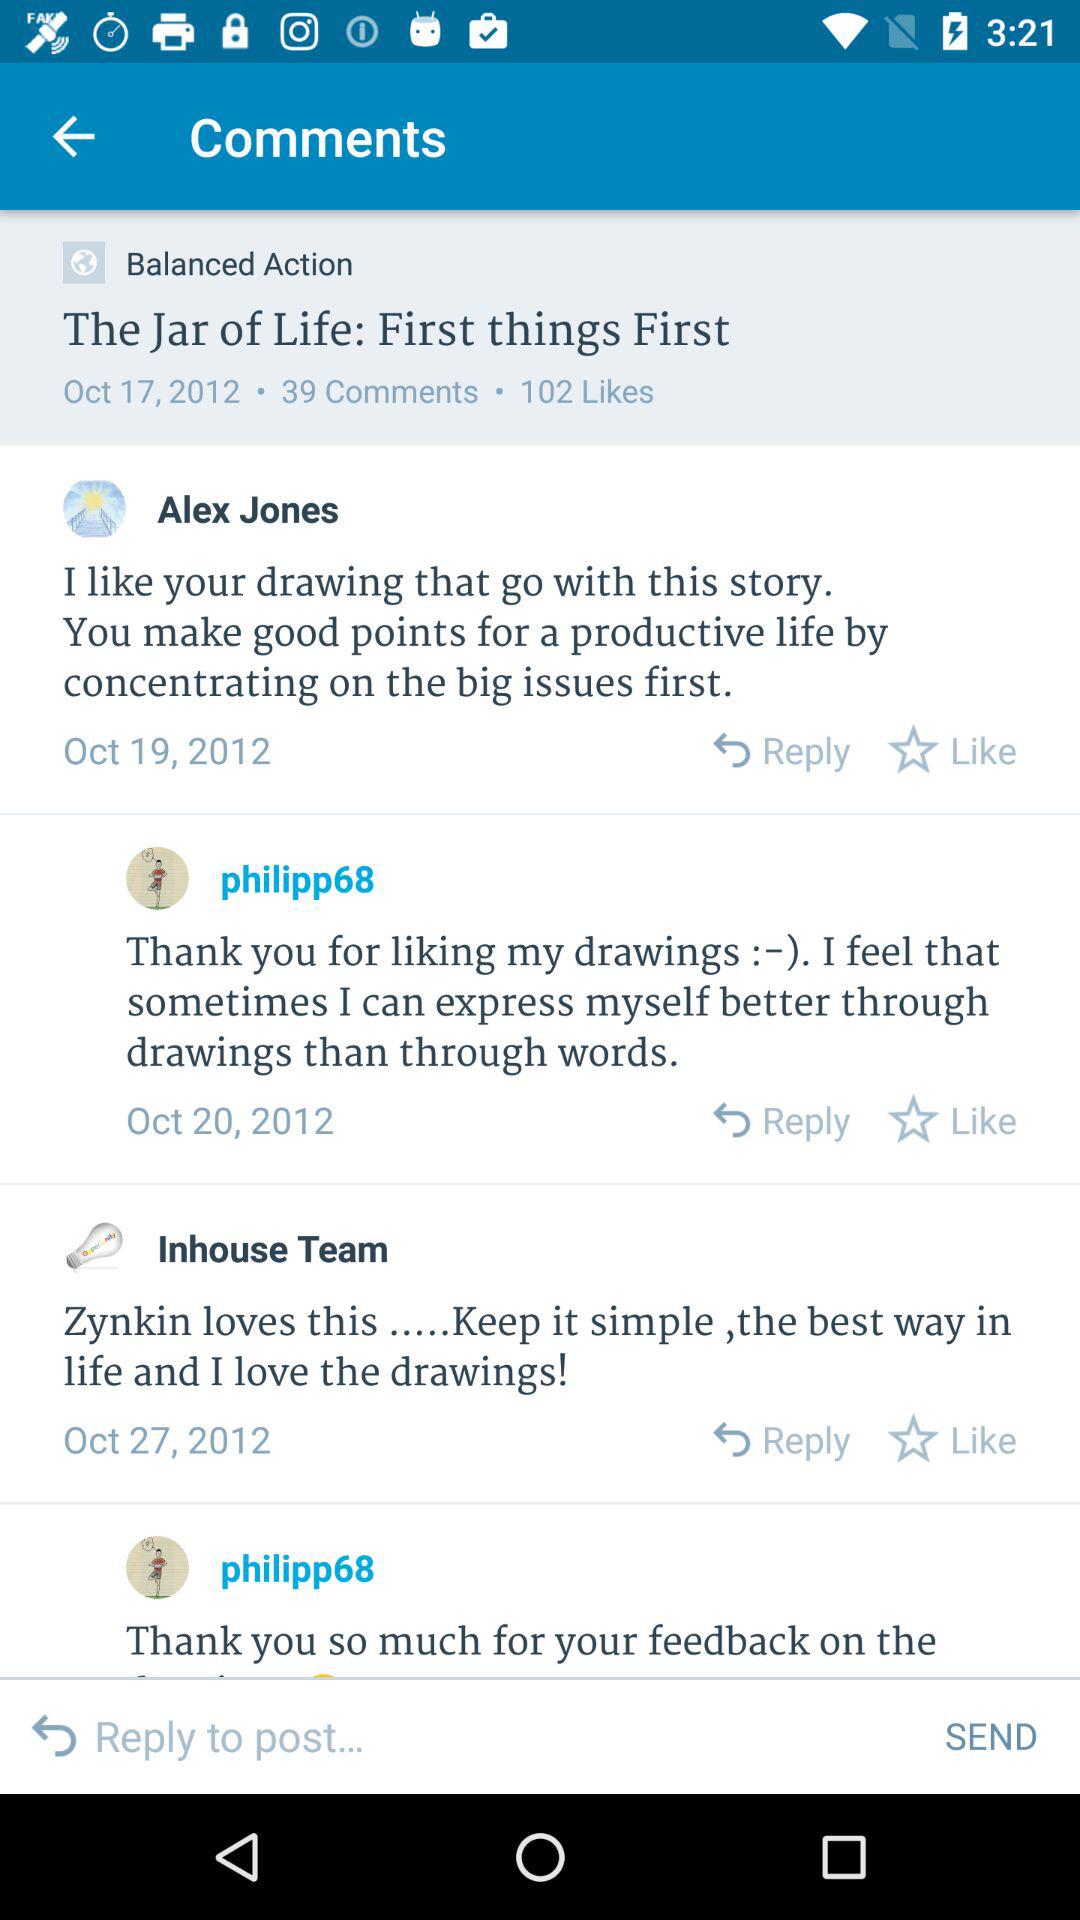 FAK
3:21
Comments
Balanced Action
The Jar of Life: First things First
Oct 17, 2012 • 39 Comments • 102 Likes
Alex Jones
I like your drawing that go with this story.
You make good points for a productive life by
concentrating on the big issues first.
Oct 19, 2012 Reply Like
philipp68
Thank you for liking my drawings :-). I feel that
sometimes I can express myself better through
drawings than through words.
Oct 20, 2012 Reply Like
Inhouse Team
Zynkin loves this .....Keep it simple ,the best way in
life and I love the drawings!
Oct 27, 2012 Reply Like
philipp68
Thank you so much for your feedback on the
Reply to post... SEND